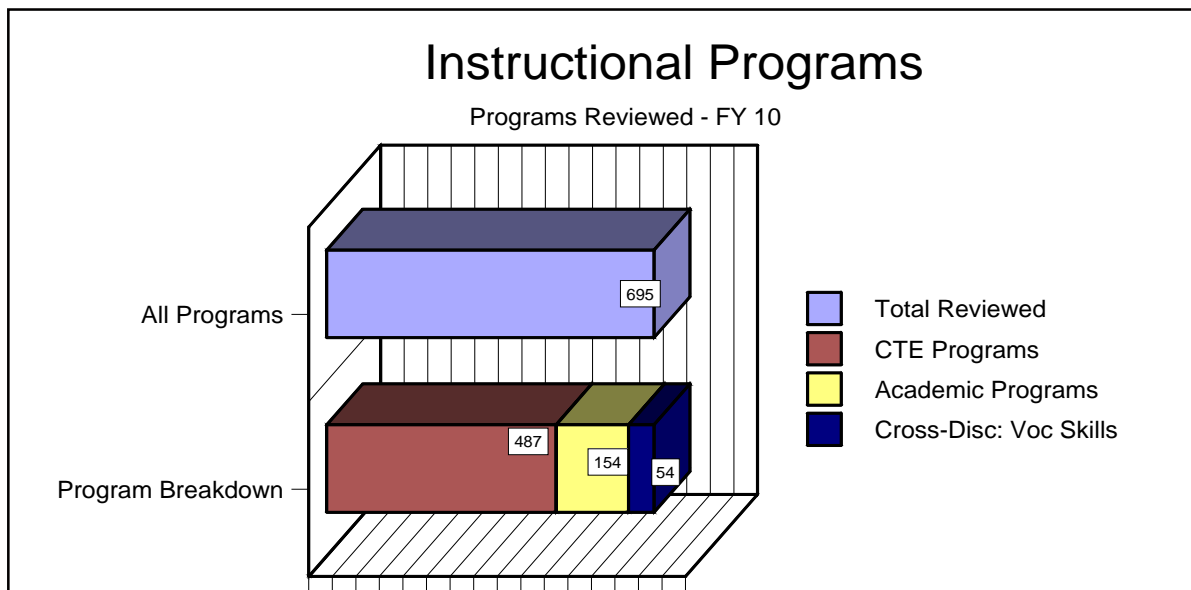 Instructional Programs
Programs Reviewed - FY 10
All Programs
695
Program Breakdown
487
154
54
Total Reviewed
CTE Programs
Academic Programs
Cross-Disc: Voc Skills